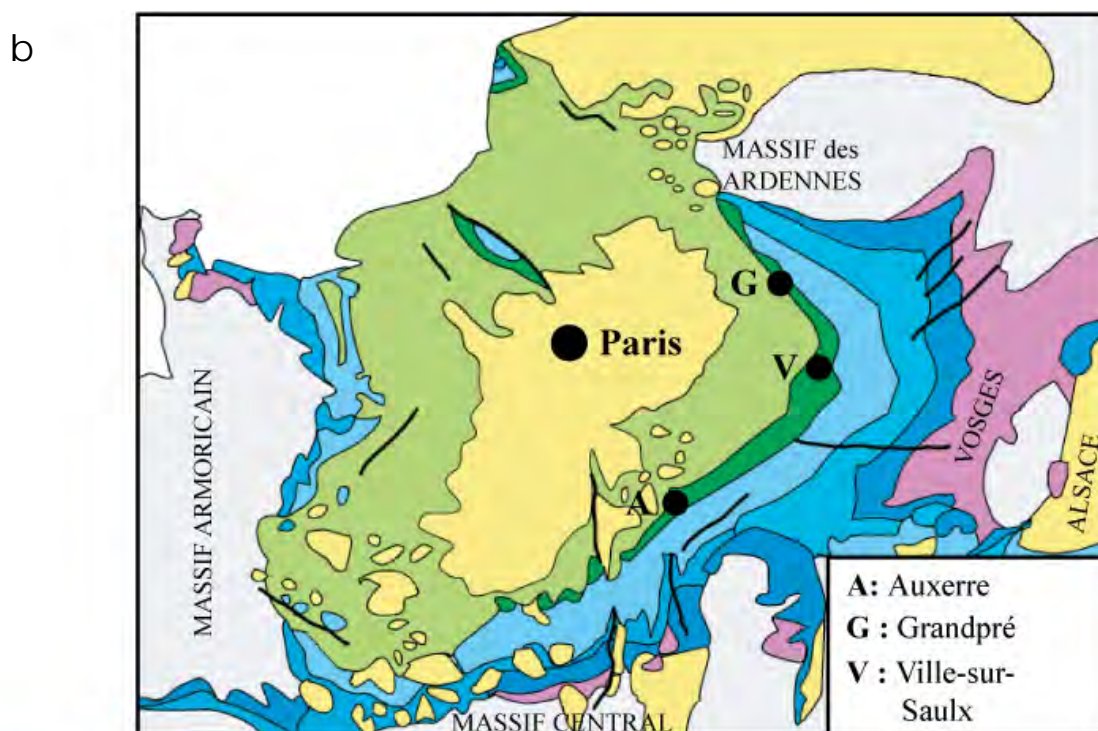 b
MASSIF des
ARDENNES
G
Paris
V
MASSIF ARMORICAIN
VOSGES
ALSACE
A
A: Auxerre
G : Grandpré
V : Ville-sur-
Saulx
MASSIF CENTRAL